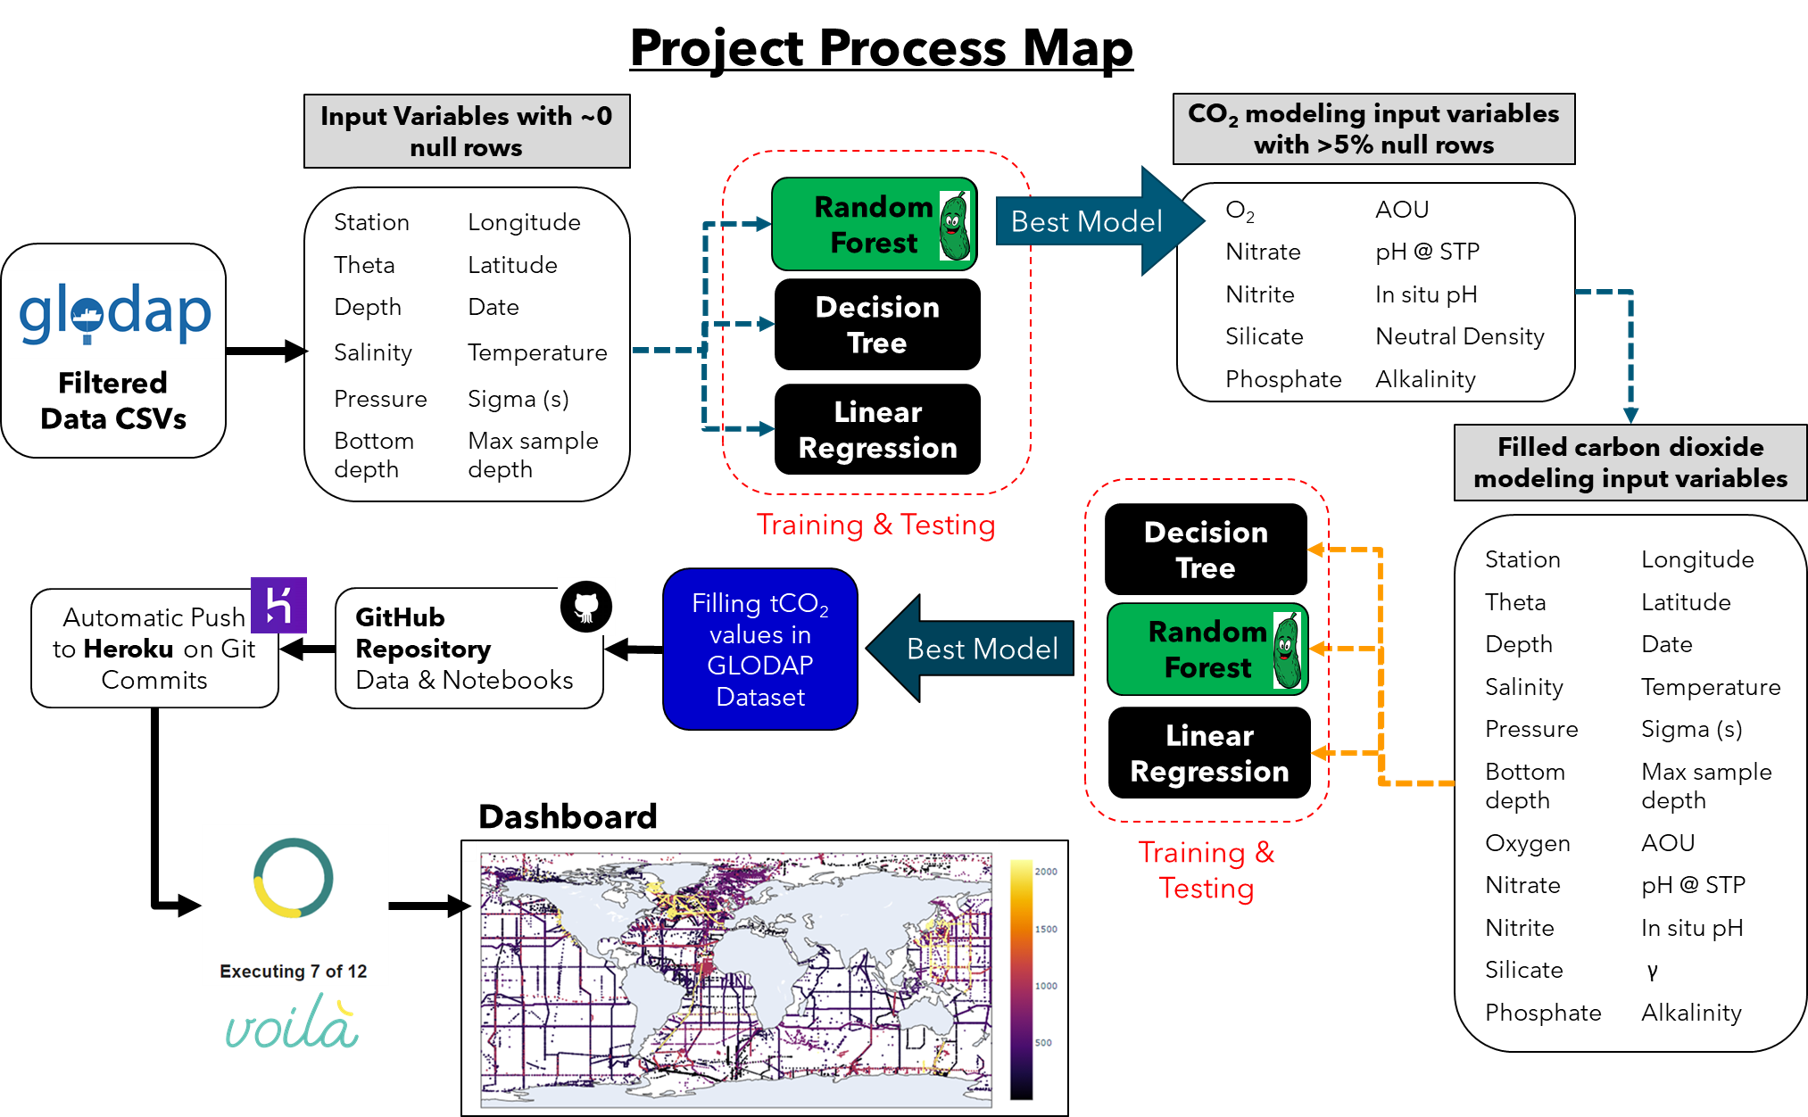 Project Process Map
Input Variables with ~0
null rows
CO₂ modeling input variables
with >5% null rows
glodap
Filtered
Data CSVs
Station Longitude
Theta Latitude
Depth Date
Salinity Temperature
Pressure Sigma (s)
Bottom Max sample
depth depth
Random
Forest
Decision
Tree
Linear
Regression
Training & Testing
Best Model
O₂ AOU
Nitrate pH @ STP
Nitrite In situ pH
Silicate Neutral Density
Phosphate Alkalinity
Filled carbon dioxide
modeling input variables
Station Longitude
Theta Latitude
Depth Date
Salinity Temperature
Pressure Sigma (s)
Bottom Max sample
depth depth
Oxygen AOU
Nitrate pH @ STP
Nitrite In situ pH
Silicate γ
Phosphate Alkalinity
Decision
Tree
Random
Forest
Linear
Regression
Training &
Testing
Best Model
Filling tCO₂
values in
GLODAP
Dataset
GitHub
Repository
Data & Notebooks
Automatic Push
to Heroku on Git
Commits
Executing 7 of 12
voilà
Dashboard
2000
1500
1000
500